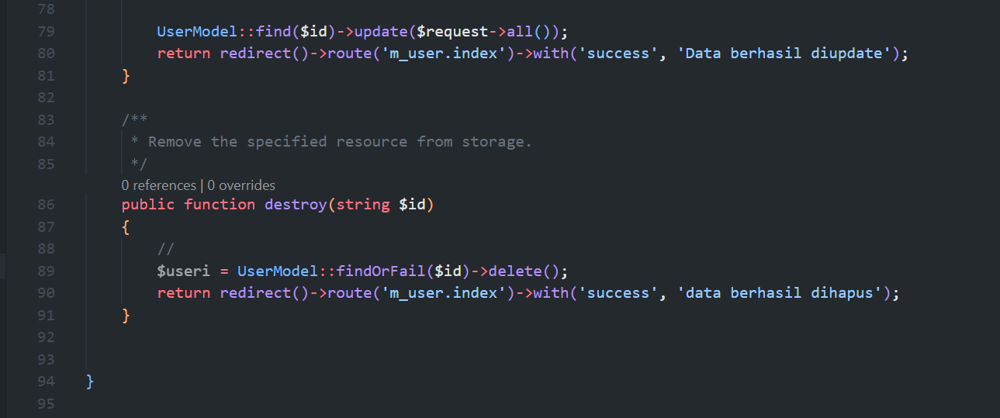 78
79 UserModel::find($id)->update($request->all());
80 return redirect()->route('m_user.index')->with('success', 'Data berhasil diupdate');
81 }
82
83 /**
84 * Remove the specified resource from storage.
85 */
0 references | 0 overrides
86 public function destroy(string $id)
87 {
88 //
89 $useri = UserModel::findOrFail($id)->delete();
90 return redirect()->route('m_user.index')->with('success', 'data berhasil dihapus');
91 }
92
93
94 }
95